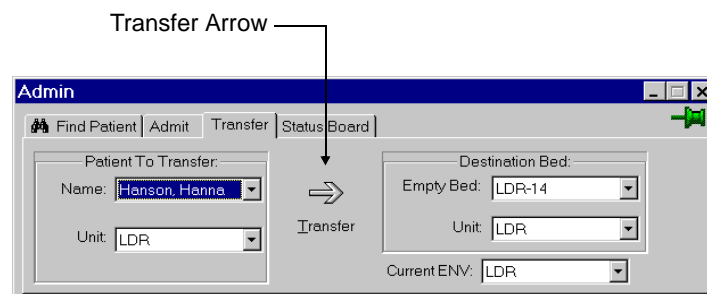 Transfer Arrow
Admin
Find Patient Admit Transfer Status Board
Patient To Transfer: Destination Bed:
Name: Hanson, Hanna Empty Bed: LDR-14
Transfer
Unit: LDR Unit: LDR
Current ENV: LDR